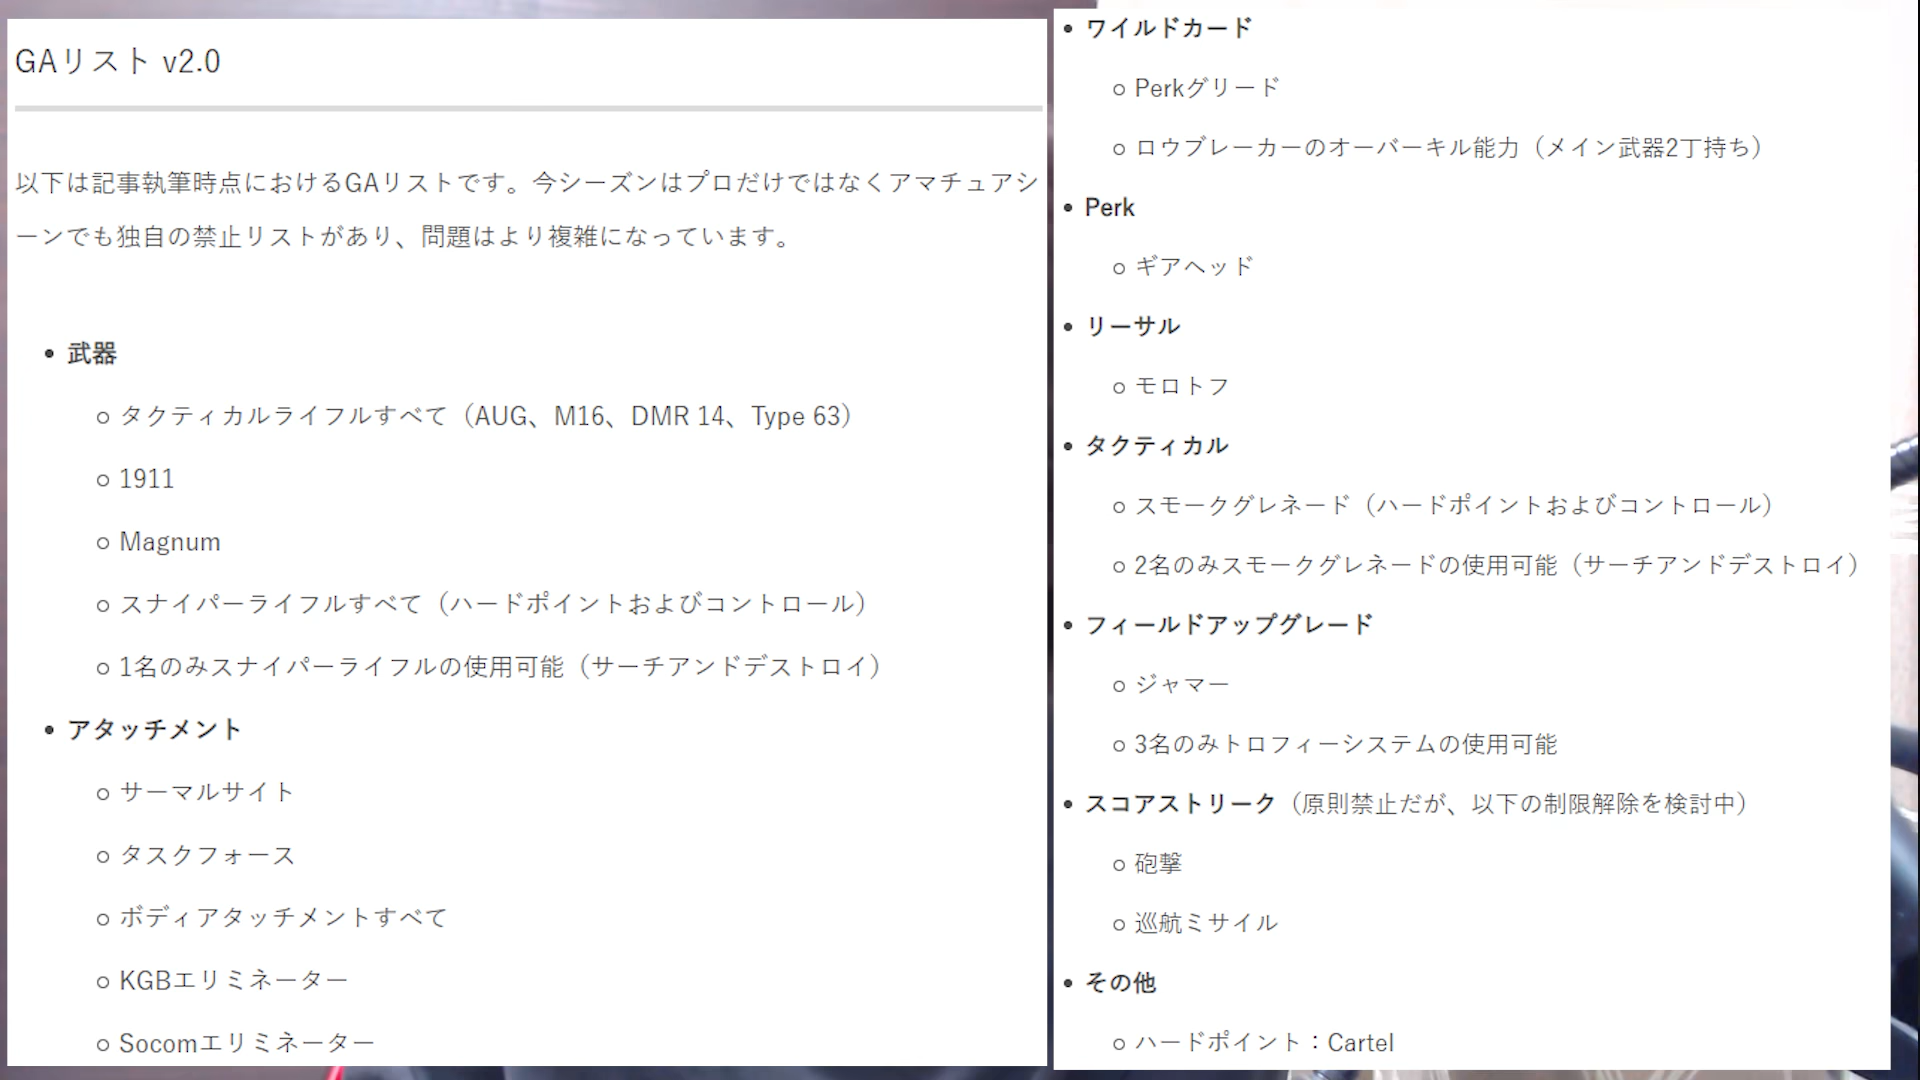 GAリスト v2.0
以下は記事執筆時点におけるGAリストです。今シーズンはプロだけではなくアマチュアシ
ーンでも独自の禁止リストがあり、問題はより複雑になっています。
• 武器
○ タクティカルライフルすべて（AUG、M16、DMR 14、Type 63）
○ 1911
○ Magnum
○ スナイパーライフルすべて（ハードポイントおよびコントロール）
○ 1名のみスナイパーライフルの使用可能（サーチアンドデストロイ）
• アタッチメント
○ サーマルサイト
○ タスクフォース
○ ボディアタッチメントすべて
○ KGBエリミネーター
○ Socomエリミネーター
• ワイルドカード
○ Perkグリード
○ ロウブレーカーのオーバーキル能力（メイン武器2丁持ち）
• Perk
○ ギアヘッド
• リーサル
○ モロトフ
• タクティカル
○ スモークグレネード（ハードポイントおよびコントロール）
○ 2名のみスモークグレネードの使用可能（サーチアンドデストロイ）
• フィールドアップグレード
○ ジャマー
○ 3名のみトロフィーシステムの使用可能
• スコアストリーク（原則禁止だが、以下の制限解除を検討中）
○ 砲撃
○ 巡航ミサイル
• その他
○ ハードポイント：Cartel